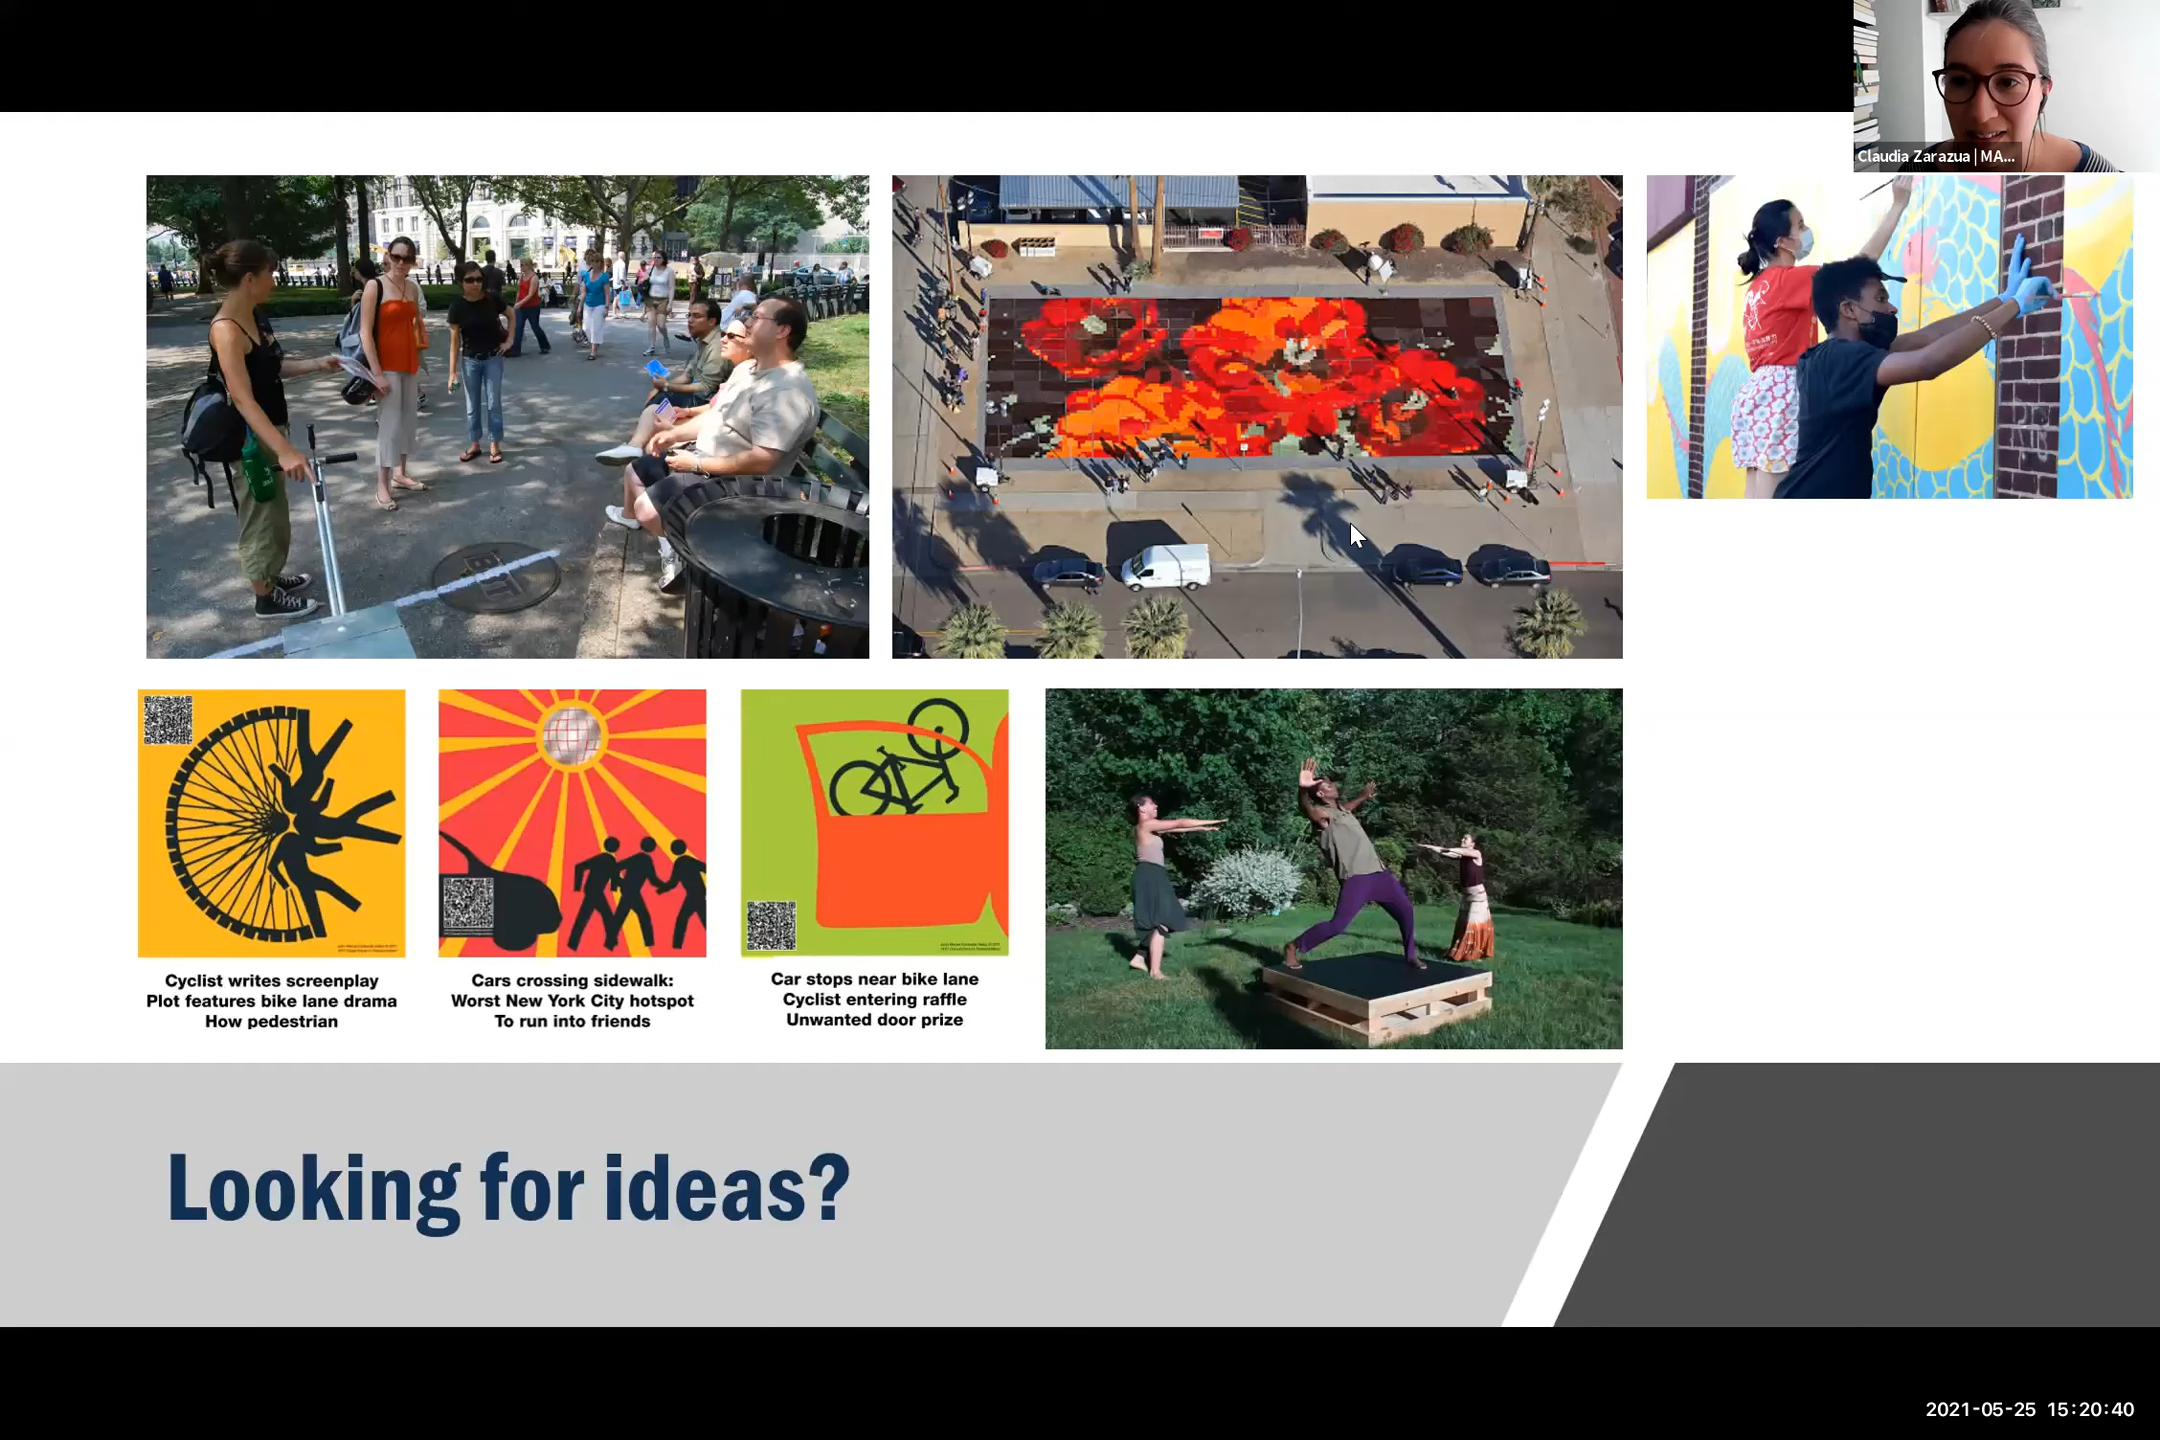 Claudia Zarazua | MA...
Cyclist writes screenplay
Plot features bike lane drama
How pedestrian
Cars crossing sidewalk:
Worst New York City hotspot
To run into friends
Car stops near bike lane
Cyclist entering raffle
Unwanted door prize
Looking for ideas?
2021-05-25 15:20:40